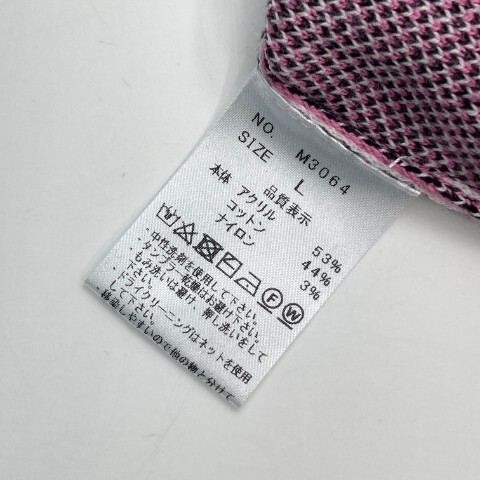 NO. M3064
SIZE L
品質表示
本体 アクリル 53%
コットン 44%
ナイロン 3%
F W
・中性洗剤を使用して下さい。
・タンブラー乾燥はお避け下さい。
・もみ洗いは避け、押し洗いをして
下さい。
・ドライクリーニングはネットを使用
して下さい。
・移染しやすいので他の物と分けて